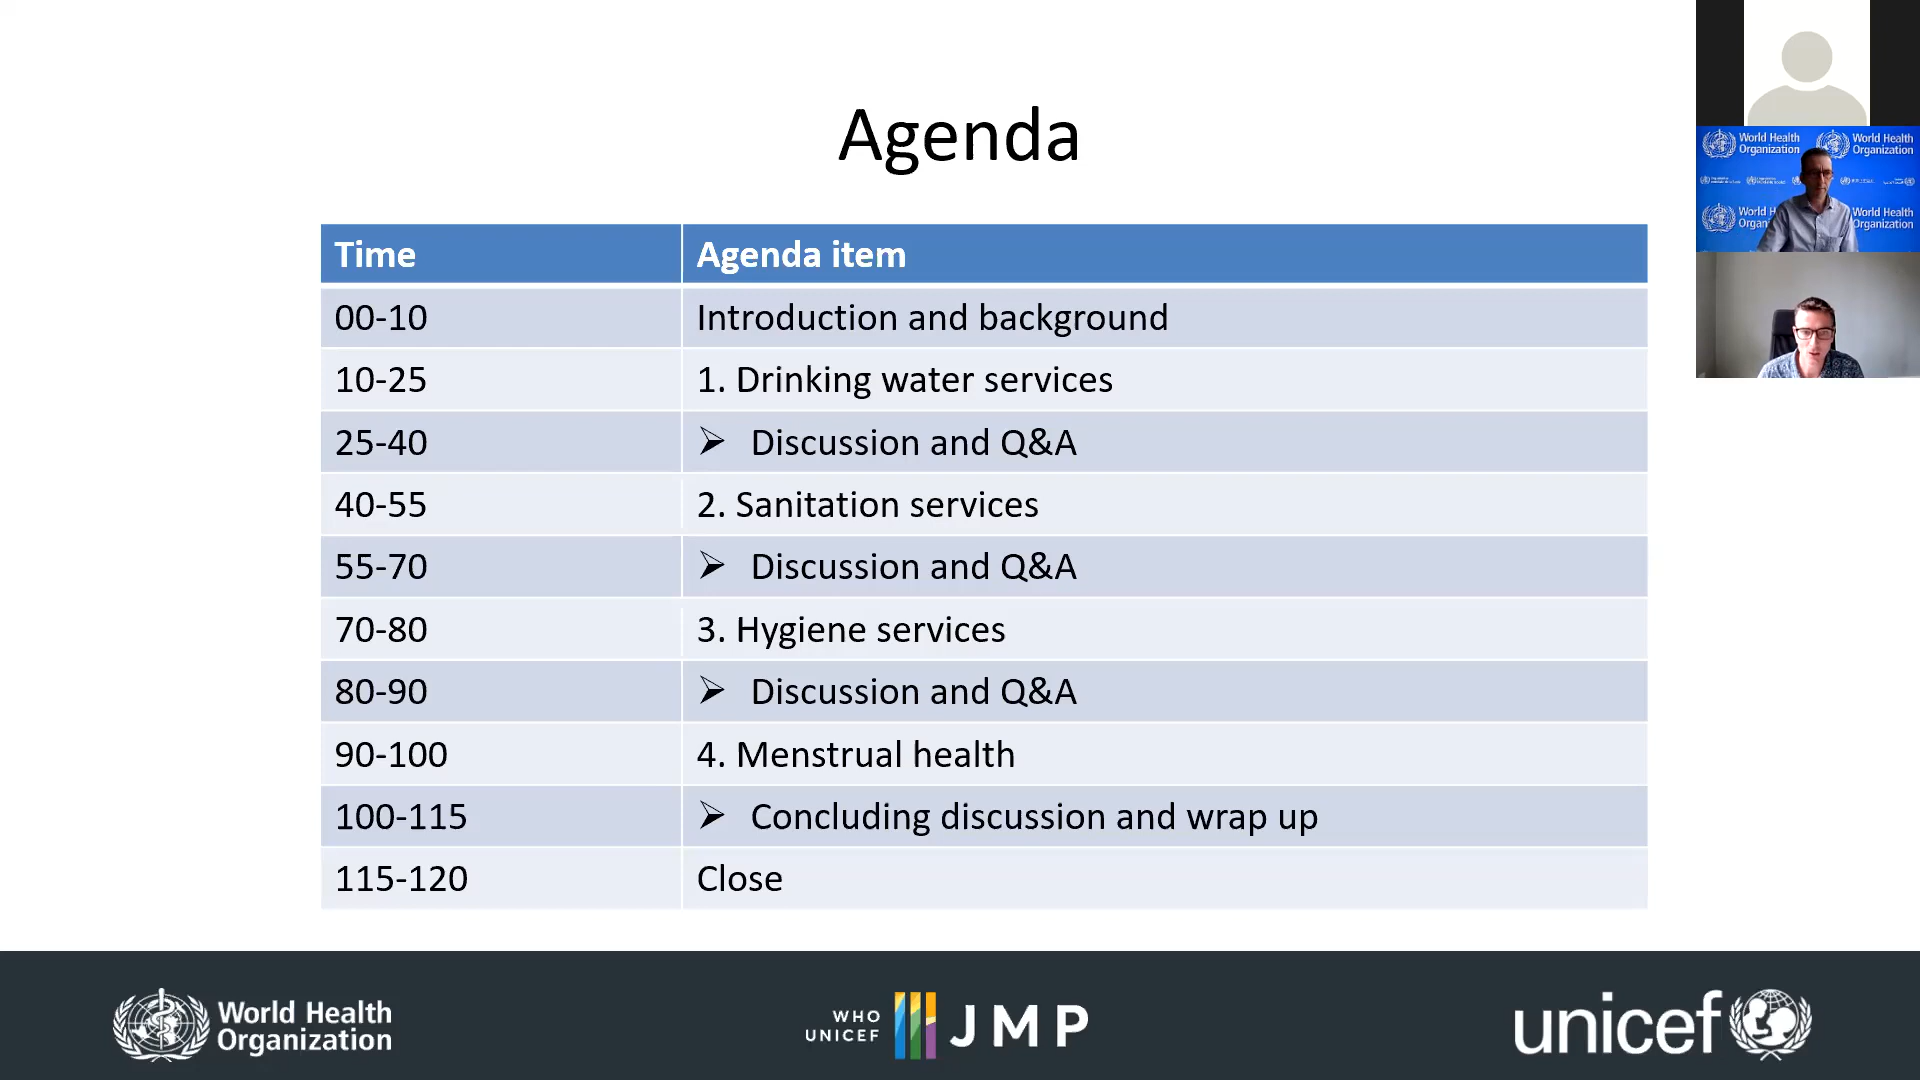 Agenda
Time Agenda item
00-10 Introduction and background
10-25 1. Drinking water services
25-40 ➢ Discussion and Q&A
40-55 2. Sanitation services
55-70 ➢ Discussion and Q&A
70-80 3. Hygiene services
80-90 ➢ Discussion and Q&A
90-100 4. Menstrual health
100-115 ➢ Concluding discussion and wrap up
115-120 Close
World Health
Organization
World Health
Organization
World H
Organ
World Health
Organization
World Health
Organization
WHO
UNICEF
JMP
unicef